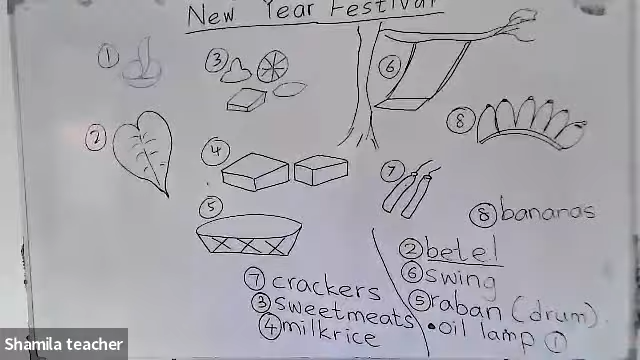 New Year Festival
①
③
⑥
②
⑧
④
⑦
⑤
⑧ bananas
② betel
⑥ swing
⑦ crackers
⑤ raban (drum).
③ sweetmeats
• oil lamp ①
④ milkrice
Shamila teacher